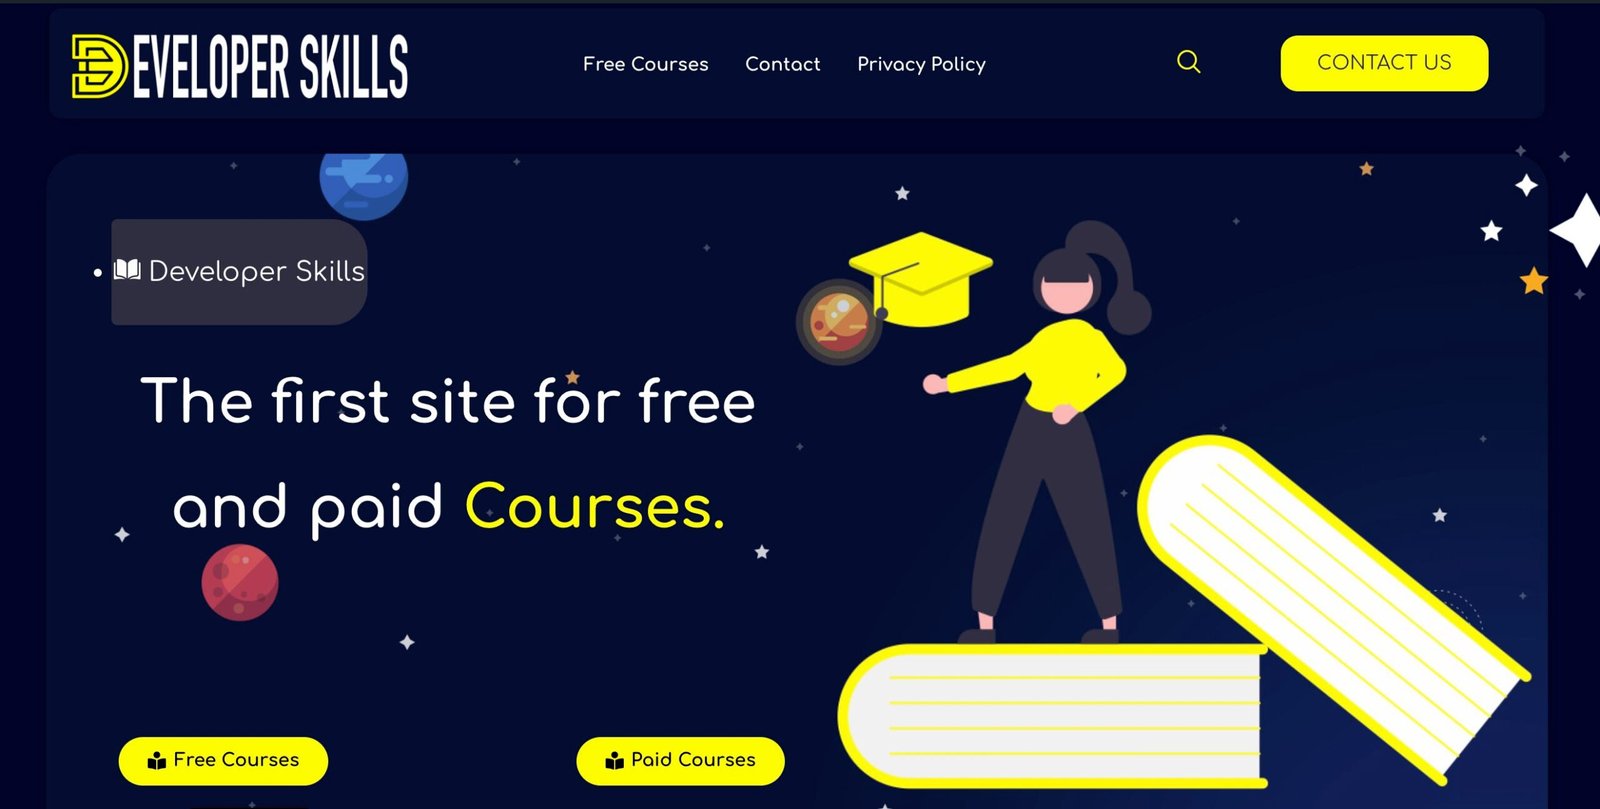 DEVELOPER SKILLS
Free Courses
Contact
Privacy Policy
CONTACT US
Developer Skills
The first site for free
and paid Courses.
Free Courses
Paid Courses